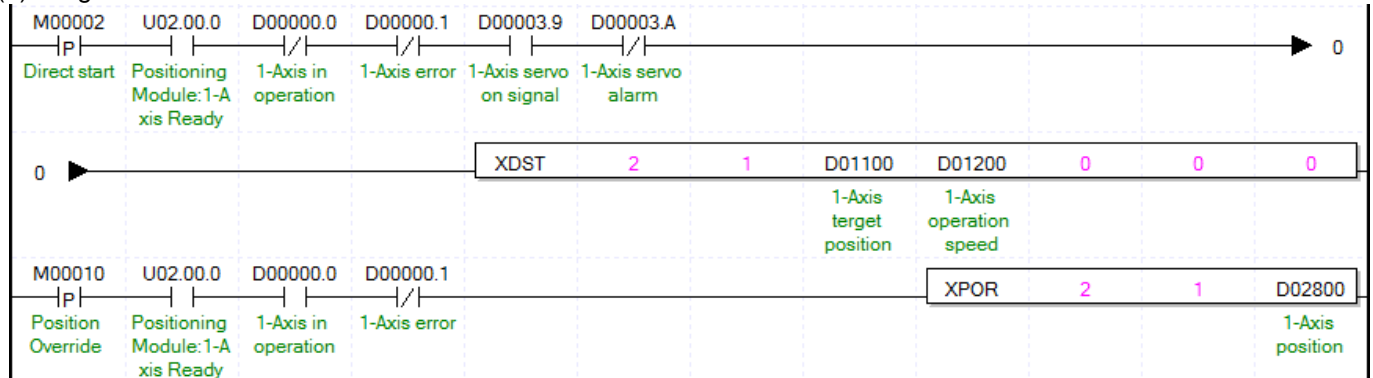 M00002 U02.00.0 D00000.0 D00000.1 D00003.9 D00003.A
P
0
Direct start Positioning 1-Axis in 1-Axis error 1-Axis servo 1-Axis servo
Module:1-A operation on signal alarm
xis Ready
0 XDST 2 1 D01100 D01200 0 0 0
1-Axis 1-Axis
terget operation
position speed
M00010 U02.00.0 D00000.0 D00000.1
P
XPOR 2 1 D02800
Position Positioning 1-Axis in 1-Axis error 1-Axis
Override Module:1-A operation position
xis Ready